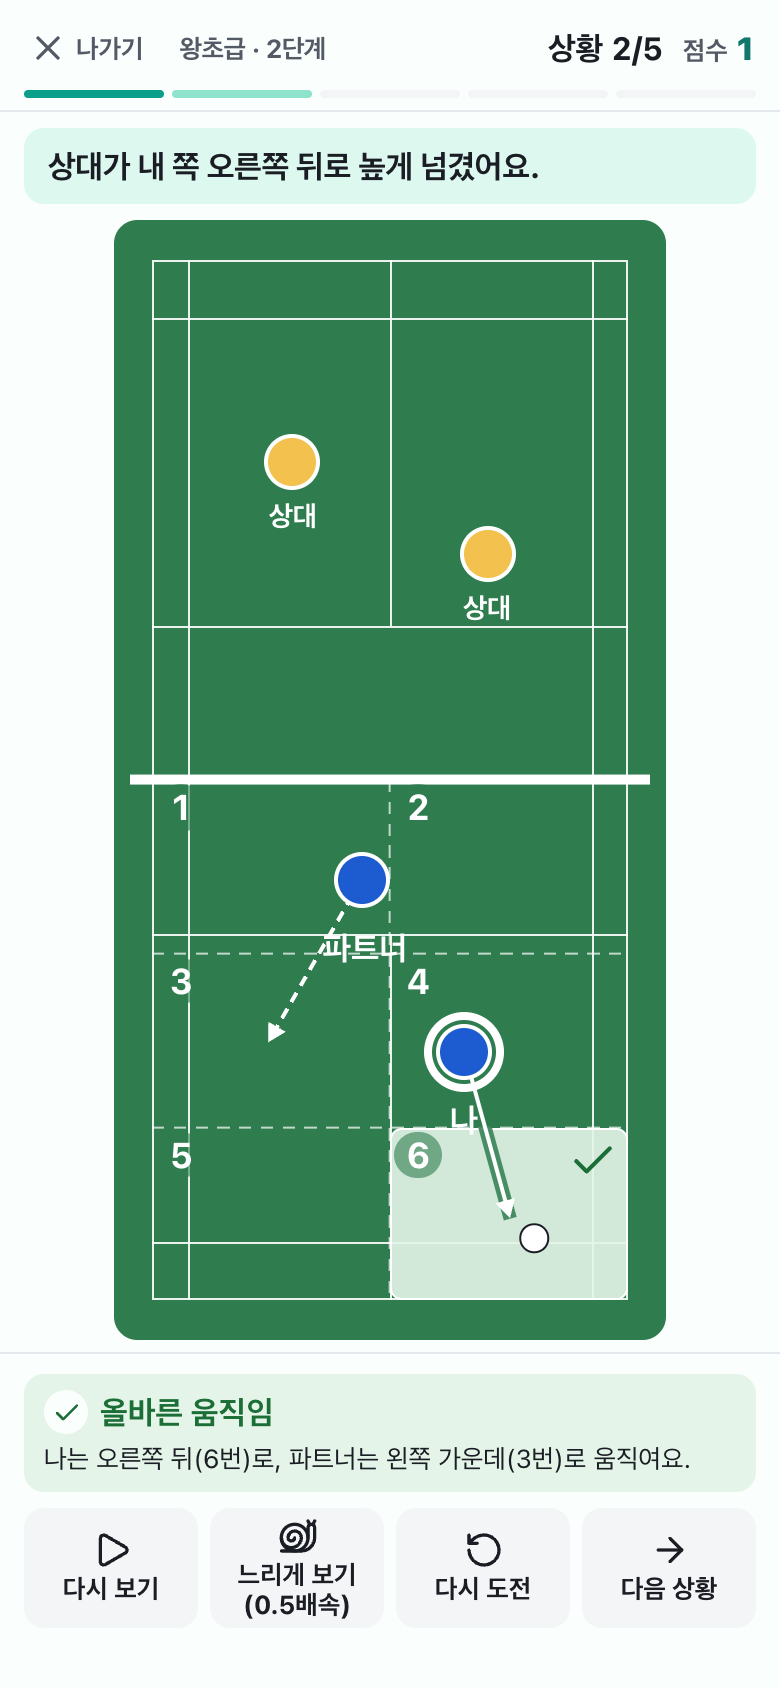 나가기 왕초급 · 2단계 상황 2/5 점수 1
상대가 내 쪽 오른쪽 뒤로 높게 넘겼어요.
상대
상대
1 2
파트너
3 4
나
5 6
올바른 움직임
나는 오른쪽 뒤(6번)로, 파트너는 왼쪽 가운데(3번)로 움직여요.
다시 보기
느리게 보기
(0.5배속)
다시 도전
다음 상황